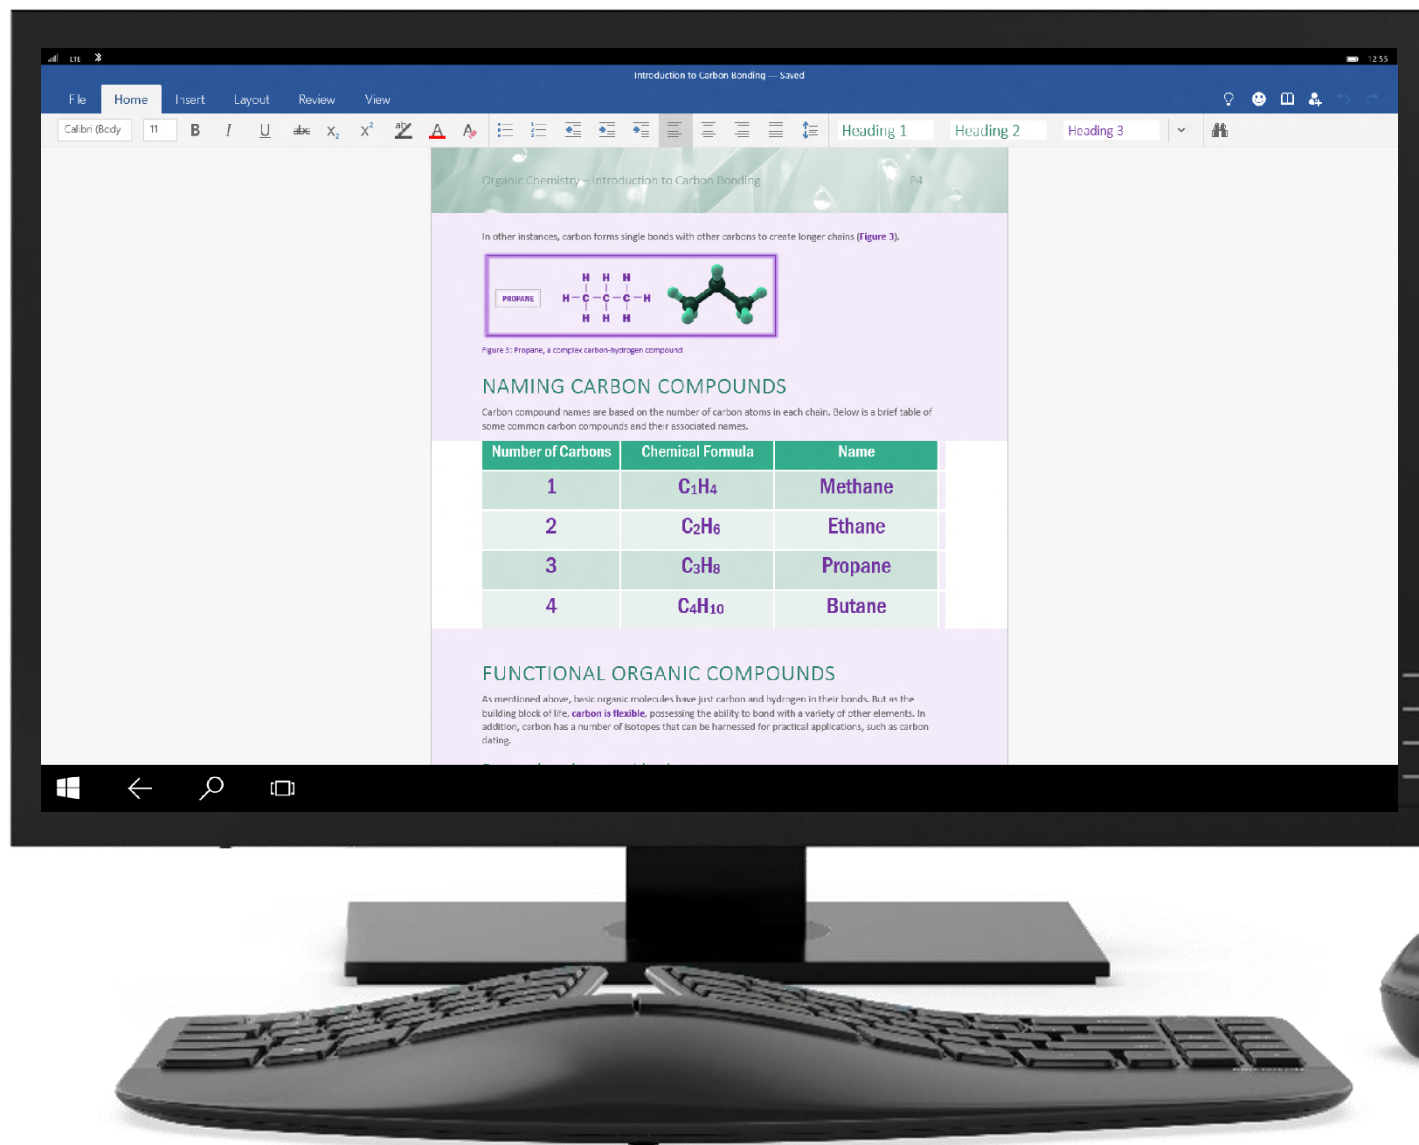 LTE
12:55
Introduction to Carbon Bonding — Saved
File Home Insert Layout Review View
Calibri (Body 11 B I U abc X₂ X² ab A A Heading 1 Heading 2 Heading 3
Organic Chemistry – Introduction to Carbon Bonding P4
In other instances, carbon forms single bonds with other carbons to create longer chains (Figure 3).
H H H
PROPANE H–C–C–C–H
H H H
Figure 3: Propane, a complex carbon-hydrogen compound
NAMING CARBON COMPOUNDS
Carbon compound names are based on the number of carbon atoms in each chain. Below is a brief table of
some common carbon compounds and their associated names.
Number of Carbons Chemical Formula Name
1 C₁H₄ Methane
2 C₂H₆ Ethane
3 C₃H₈ Propane
4 C₄H₁₀ Butane
FUNCTIONAL ORGANIC COMPOUNDS
As mentioned above, basic organic molecules have just carbon and hydrogen in their bonds. But as the
building block of life, carbon is flexible, possessing the ability to bond with a variety of other elements. In
addition, carbon has a number of isotopes that can be harnessed for practical applications, such as carbon
dating.